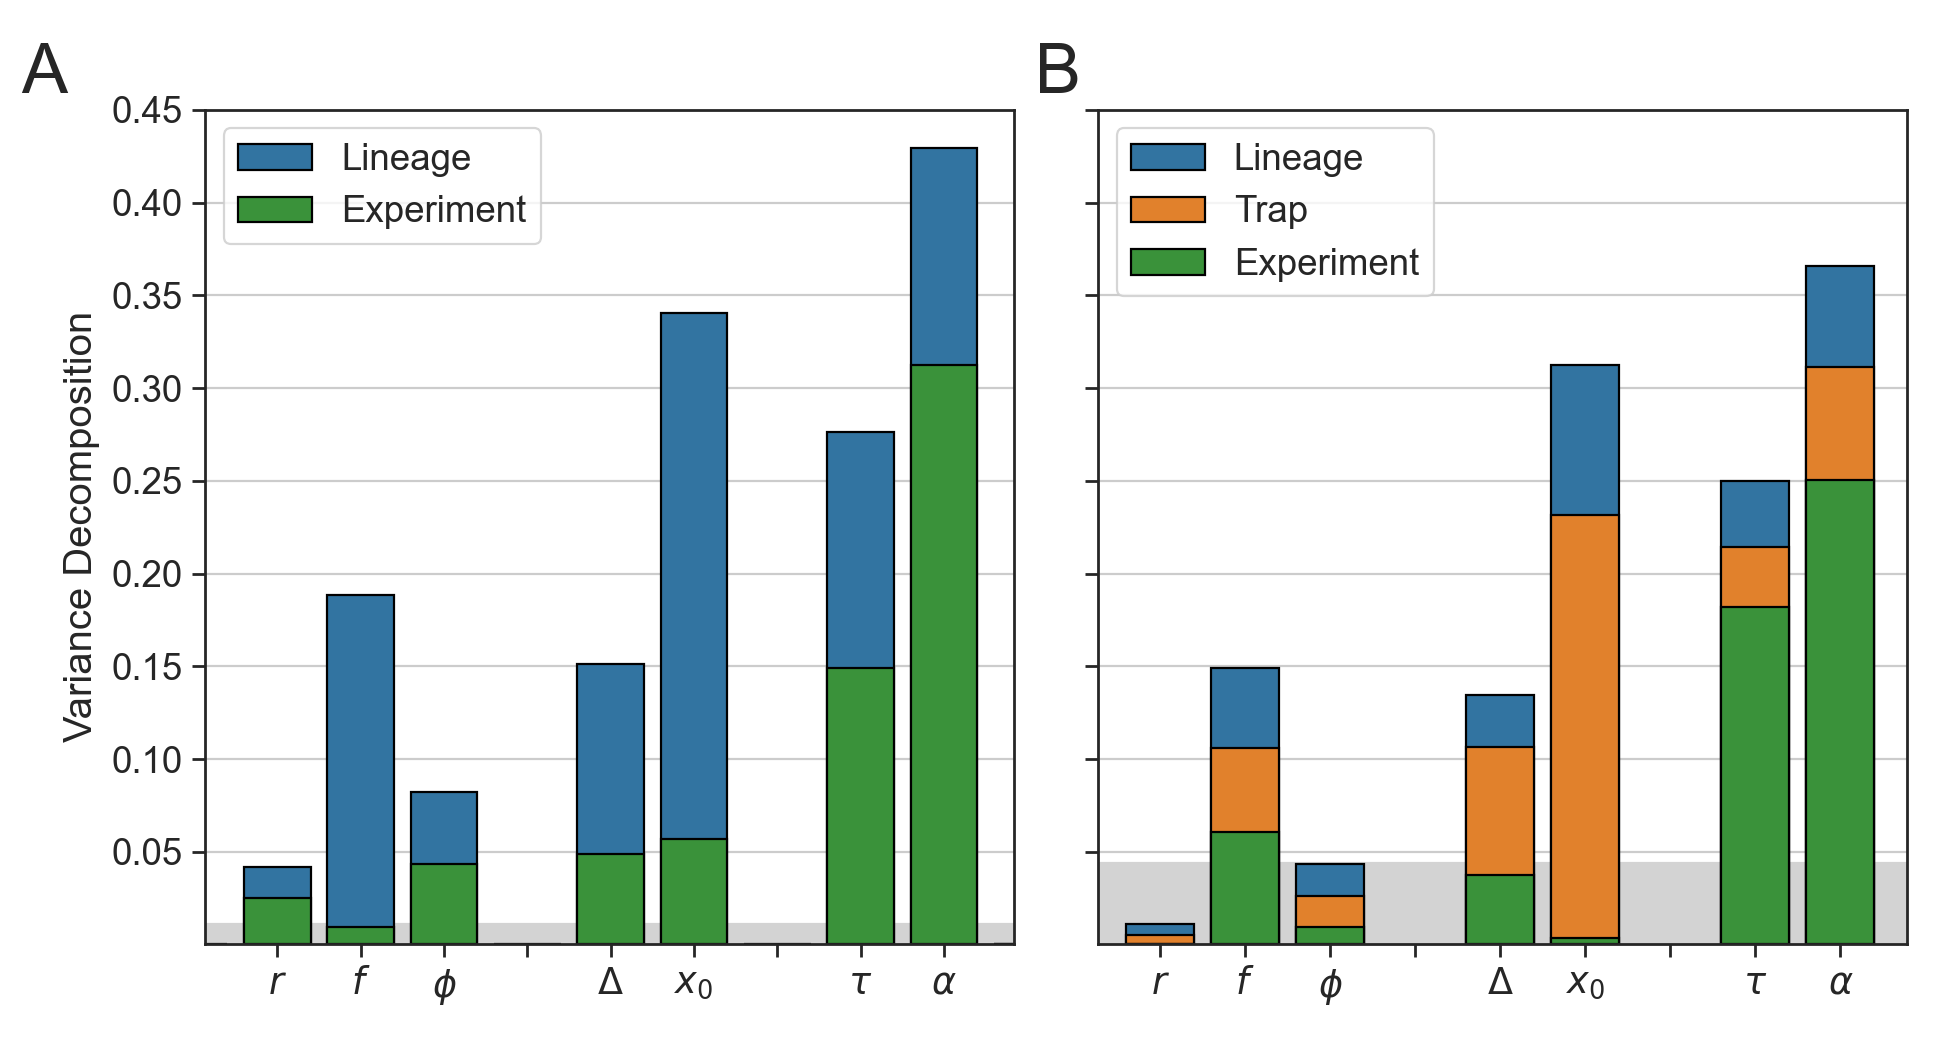 A
B
Variance Decomposition
0.45
0.40
0.35
0.30
0.25
0.20
0.15
0.10
0.05
Lineage
Experiment
r f ϕ Δ x₀ τ α
Lineage
Trap
Experiment
r f ϕ Δ x₀ τ α